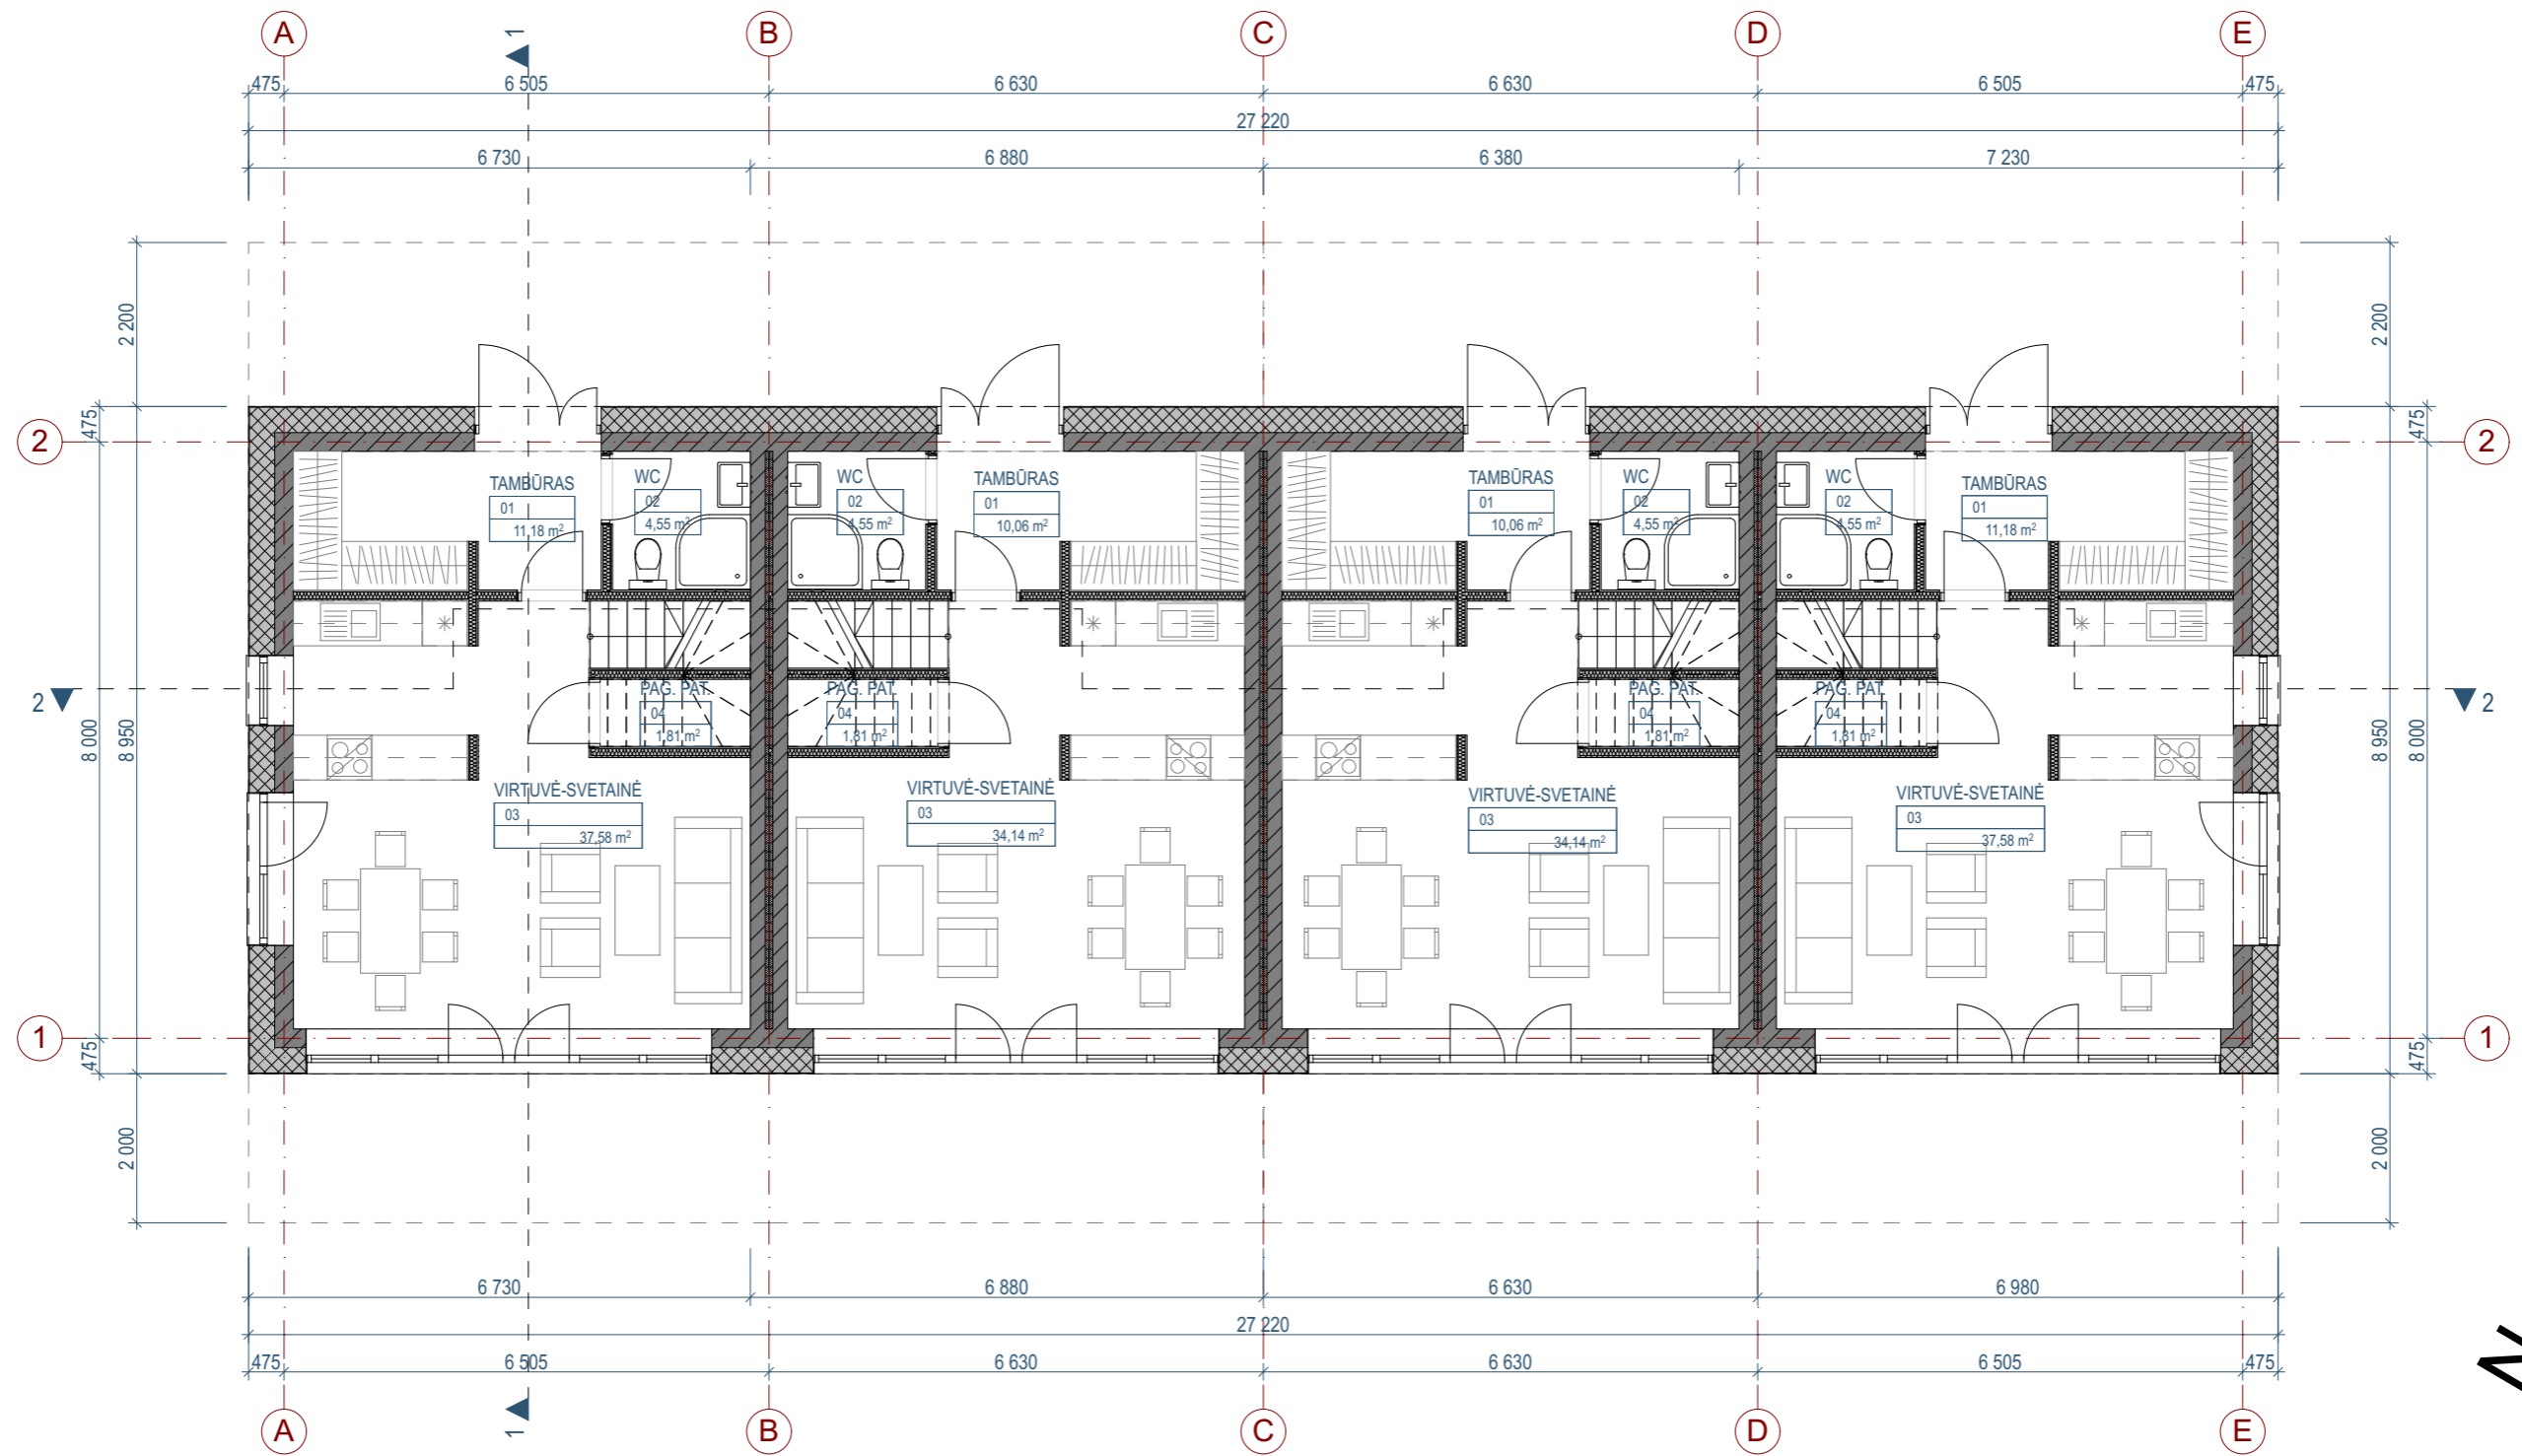 A B C D E
1
475 6 505 6 630 6 630 6 505 475
27 220
6 730 6 880 6 380 7 230
2 200 2 200
475 475
2 2
TAMBŪRAS WC WC TAMBŪRAS TAMBŪRAS WC WC TAMBŪRAS
01 02 02 01 01 02 02 01
11,18 m² 4,55 m² 4,55 m² 10,06 m² 10,06 m² 4,55 m² 4,55 m² 11,18 m²
2 2
PAG. PAT. PAG. PAT. PAG. PAT. PAG. PAT.
04 04 04 04
1,81 m² 1,81 m² 1,81 m² 1,81 m²
8 000 8 950 8 950 8 000
VIRTUVĖ-SVETAINĖ VIRTUVĖ-SVETAINĖ VIRTUVĖ-SVETAINĖ VIRTUVĖ-SVETAINĖ
03 03 03 03
37,58 m² 34,14 m² 34,14 m² 37,58 m²
1 1
475 475
2 000 2 000
6 730 6 880 6 630 6 980
27 220
475 6 505 6 630 6 630 6 505 475
1
A B C D E
N